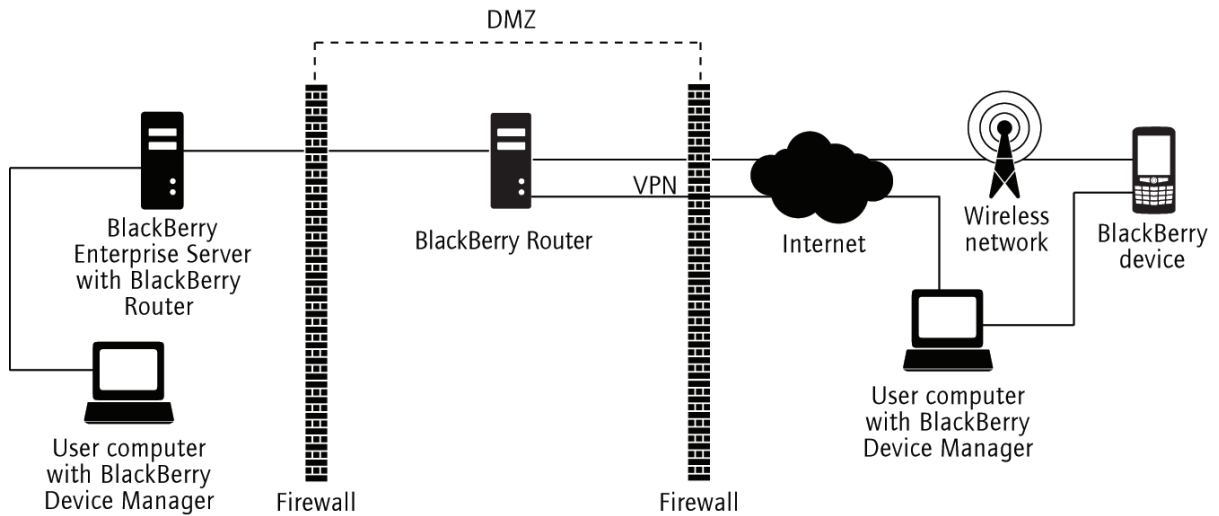 DMZ
BlackBerry
Enterprise Server
with BlackBerry
Router
User computer
with BlackBerry
Device Manager
Firewall
BlackBerry Router
VPN
Firewall
Internet
Wireless
network
BlackBerry
device
User computer
with BlackBerry
Device Manager